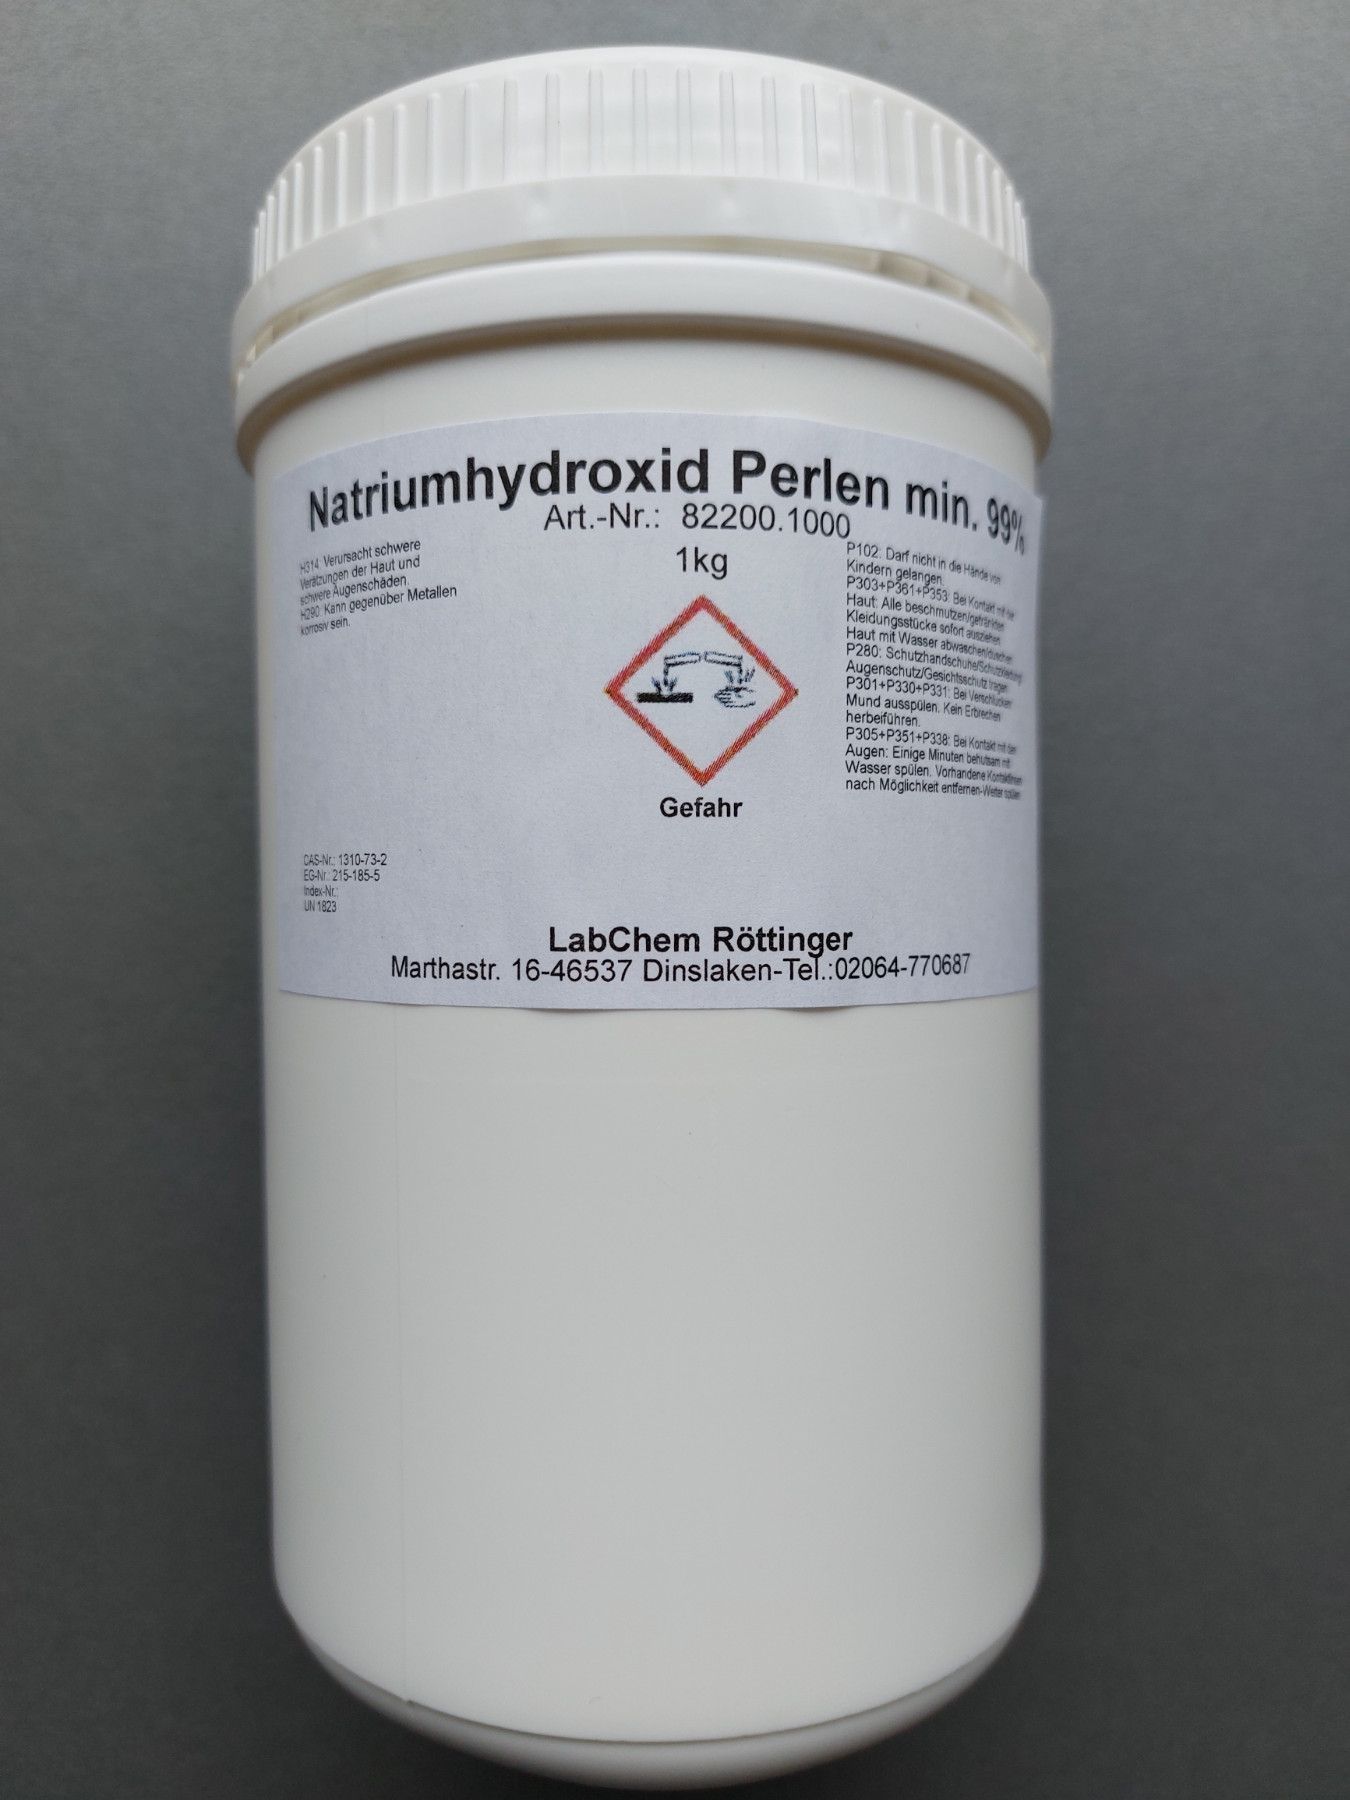 Natriumhydroxid Perlen min. 99%
Art.-Nr.: 82200.1000
1kg
H314: Verursacht schwere
Verätzungen der Haut und
schwere Augenschäden.
H290: Kann gegenüber Metallen
korrosiv sein.
P102: Darf nicht in die Hände von
Kindern gelangen.
P303+P361+P353: Bei Kontakt mit der
Haut: Alle beschmutzen/getränkten
Kleidungsstücke sofort ausziehen.
Haut mit Wasser abwaschen/duschen.
P280: Schutzhandschuhe/Schutzkleidung/
Augenschutz/Gesichtsschutz tragen.
P301+P330+P331: Bei Verschlucken:
Mund ausspülen. Kein Erbrechen
herbeiführen.
P305+P351+P338: Bei Kontakt mit den
Augen: Einige Minuten behutsam mit
Wasser spülen. Vorhandene Kontaktlinsen
nach Möglichkeit entfernen-Weiter spülen
Gefahr
CAS-Nr.: 1310-73-2
EG-Nr.: 215-185-5
Index-Nr.:
UN 1823
LabChem Röttinger
Marthastr. 16-46537 Dinslaken-Tel.:02064-770687